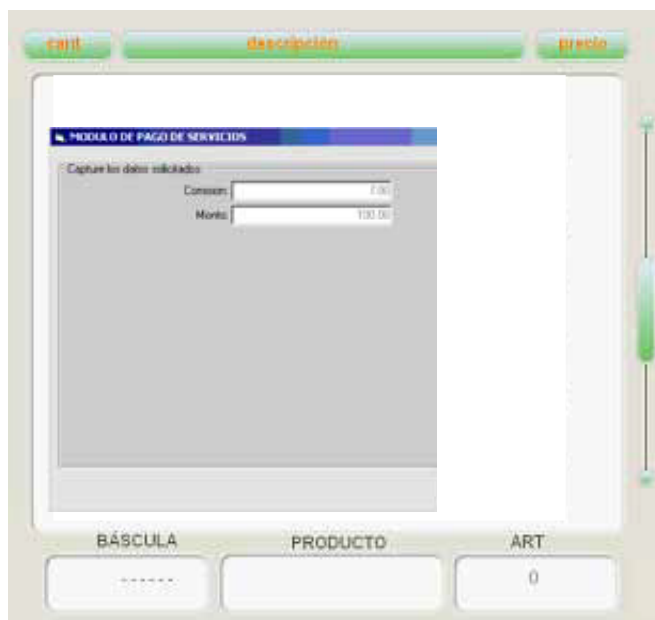 cant descripción precio
MODULO DE PAGO DE SERVICIOS
Capture los datos solicitados
Comision: 7.00
Monto: 100.00
BÁSCULA PRODUCTO ART
------ 0